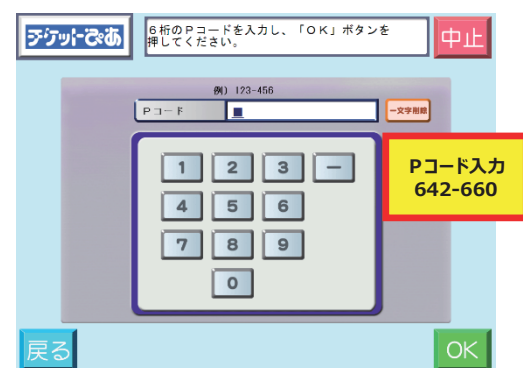 チケットぴあ
6桁のPコードを入力し、「OK」ボタンを
押してください。
中止
例) 123-456
Pコード
一文字削除
1 2 3 ー
4 5 6
7 8 9
0
Pコード入力
642-660
戻る
OK